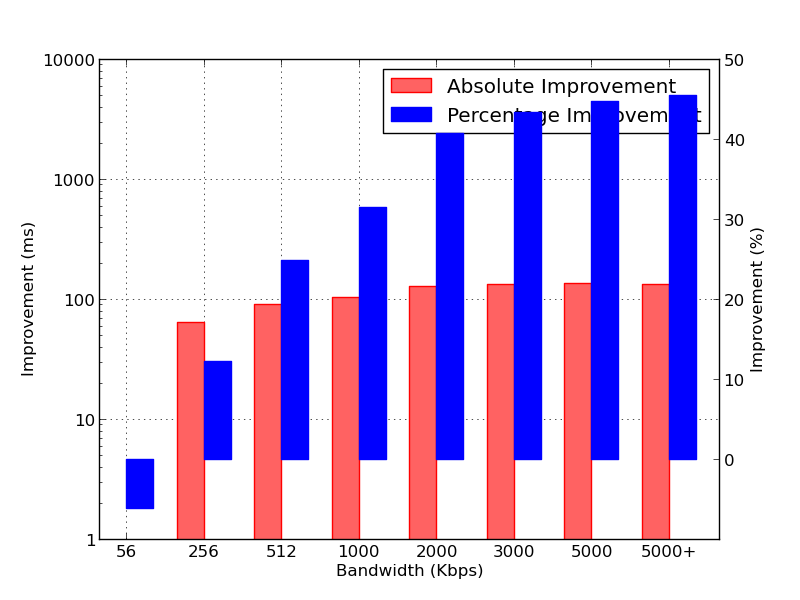 10000
1000
100
10
1
50
40
30
20
10
0
Improvement (ms)
Improvement (%)
Absolute Improvement
Percentage Improvement
56 256 512 1000 2000 3000 5000 5000+
Bandwidth (Kbps)